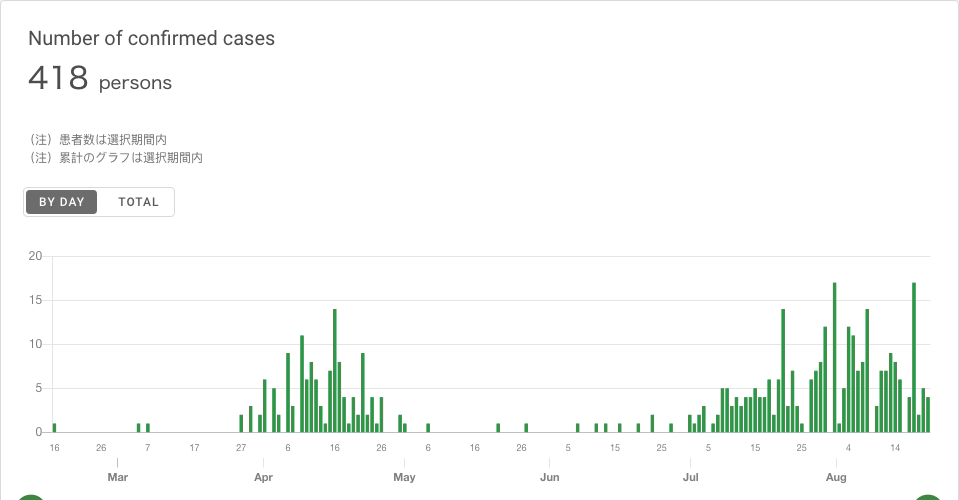 Number of confirmed cases
418 persons
（注）患者数は選択期間内
（注）累計のグラフは選択期間内
BY DAY TOTAL
20
15
10
5
0
16 26 7 17 27 6 16 26 6 16 26 5 15 25 5 15 25 4 14
Mar Apr May Jun Jul Aug